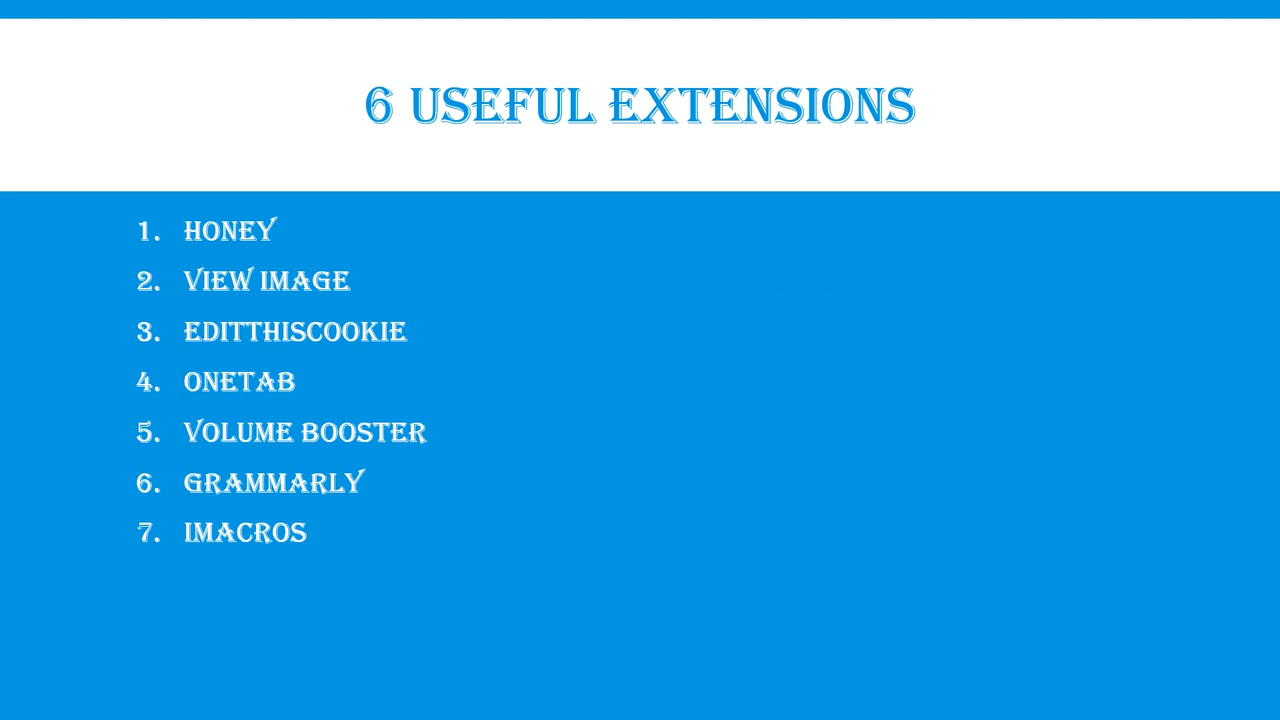 6 USEFUL EXTENSIONS
1. HONEY
2. VIEW IMAGE
3. EDITTHISCOOKIE
4. ONETAB
5. VOLUME BOOSTER
6. GRAMMARLY
7. IMACROS